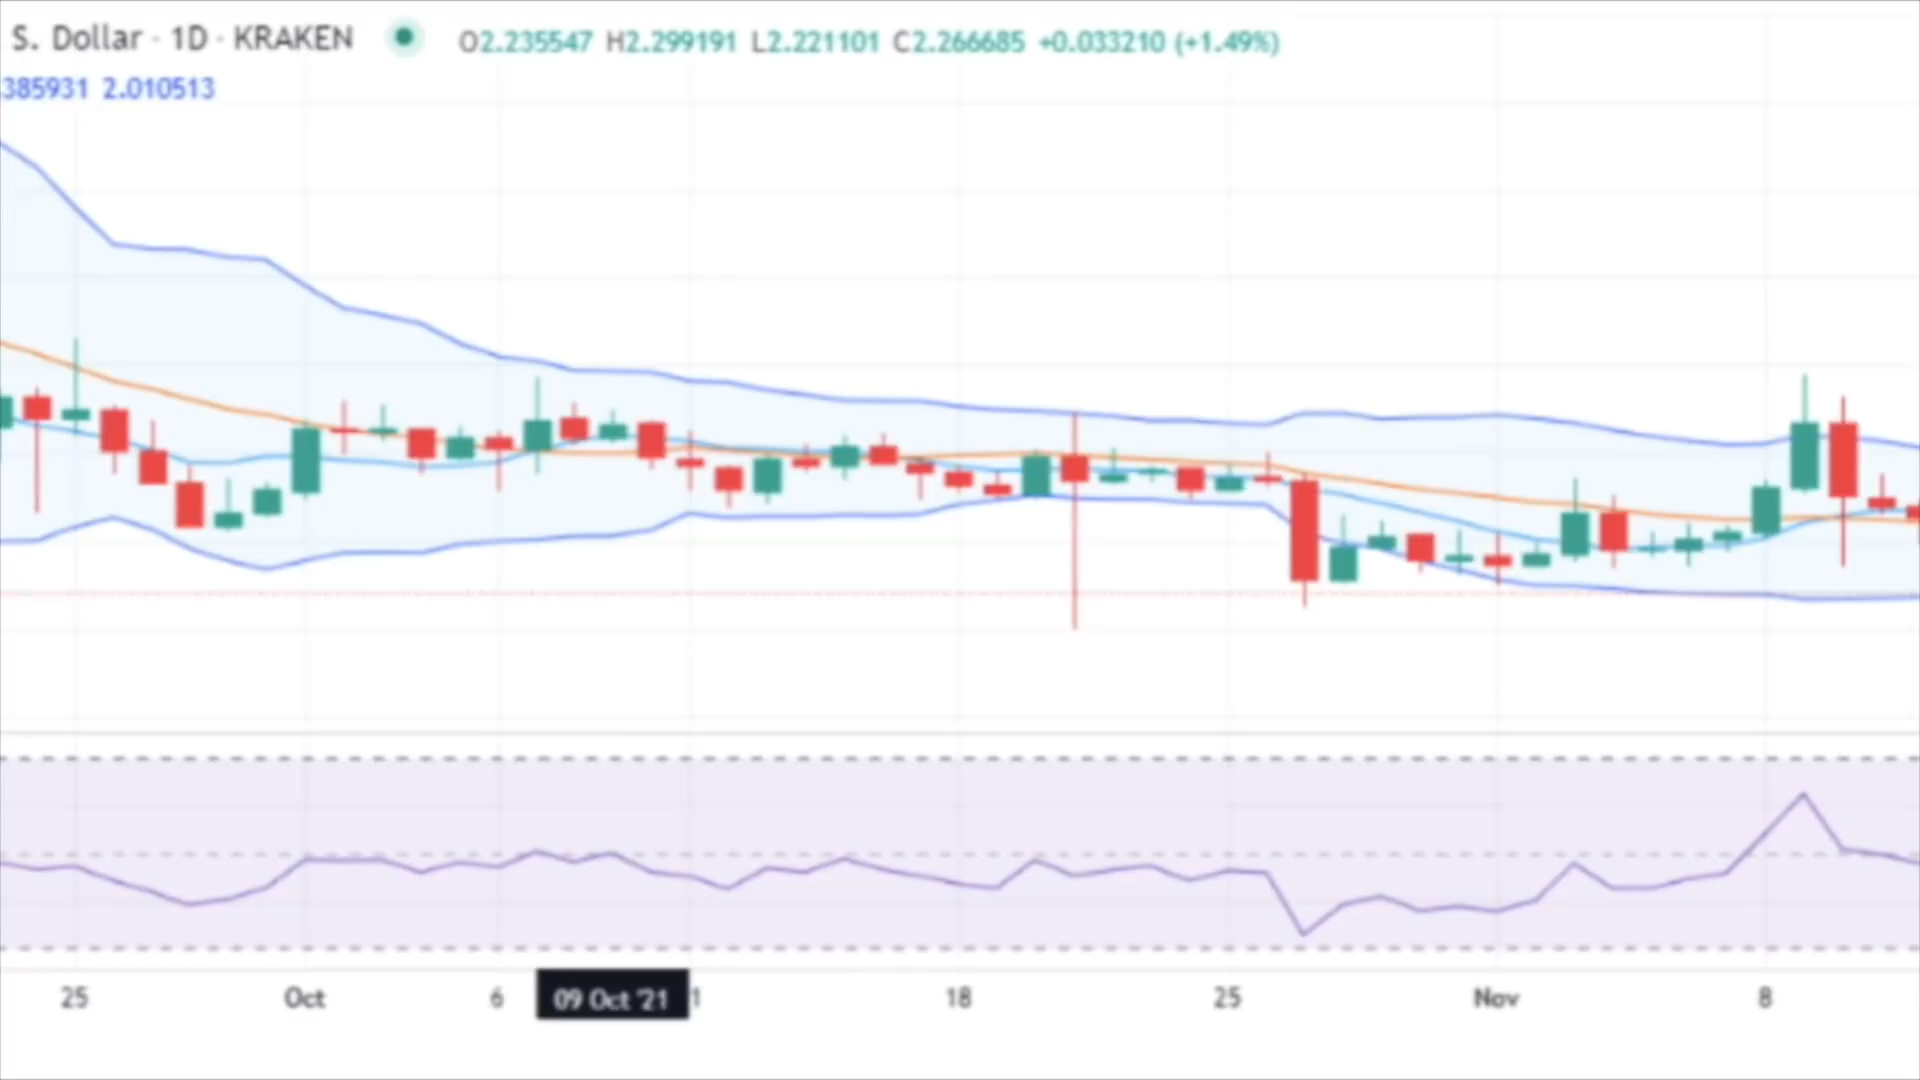 S. Dollar · 1D · KRAKEN O2.235547 H2.299191 L2.221101 C2.266685 +0.033210 (+1.49%)
385931 2.010513
25 Oct 6 09 Oct '21 1 18 25 Nov 8